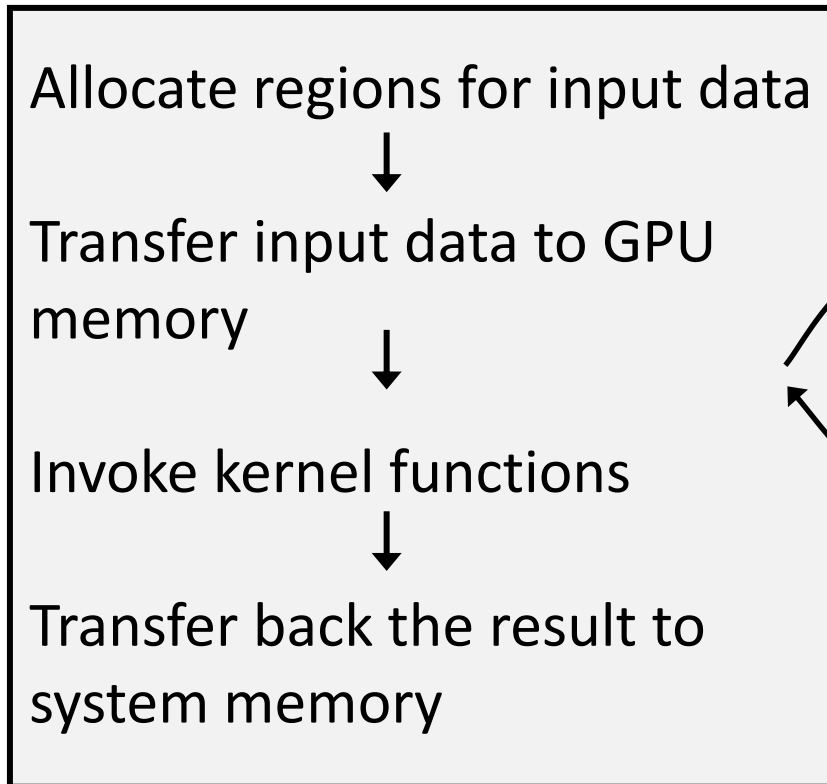 Allocate regions for input data
Transfer input data to GPU
memory
Invoke kernel functions
Transfer back the result to
system memory